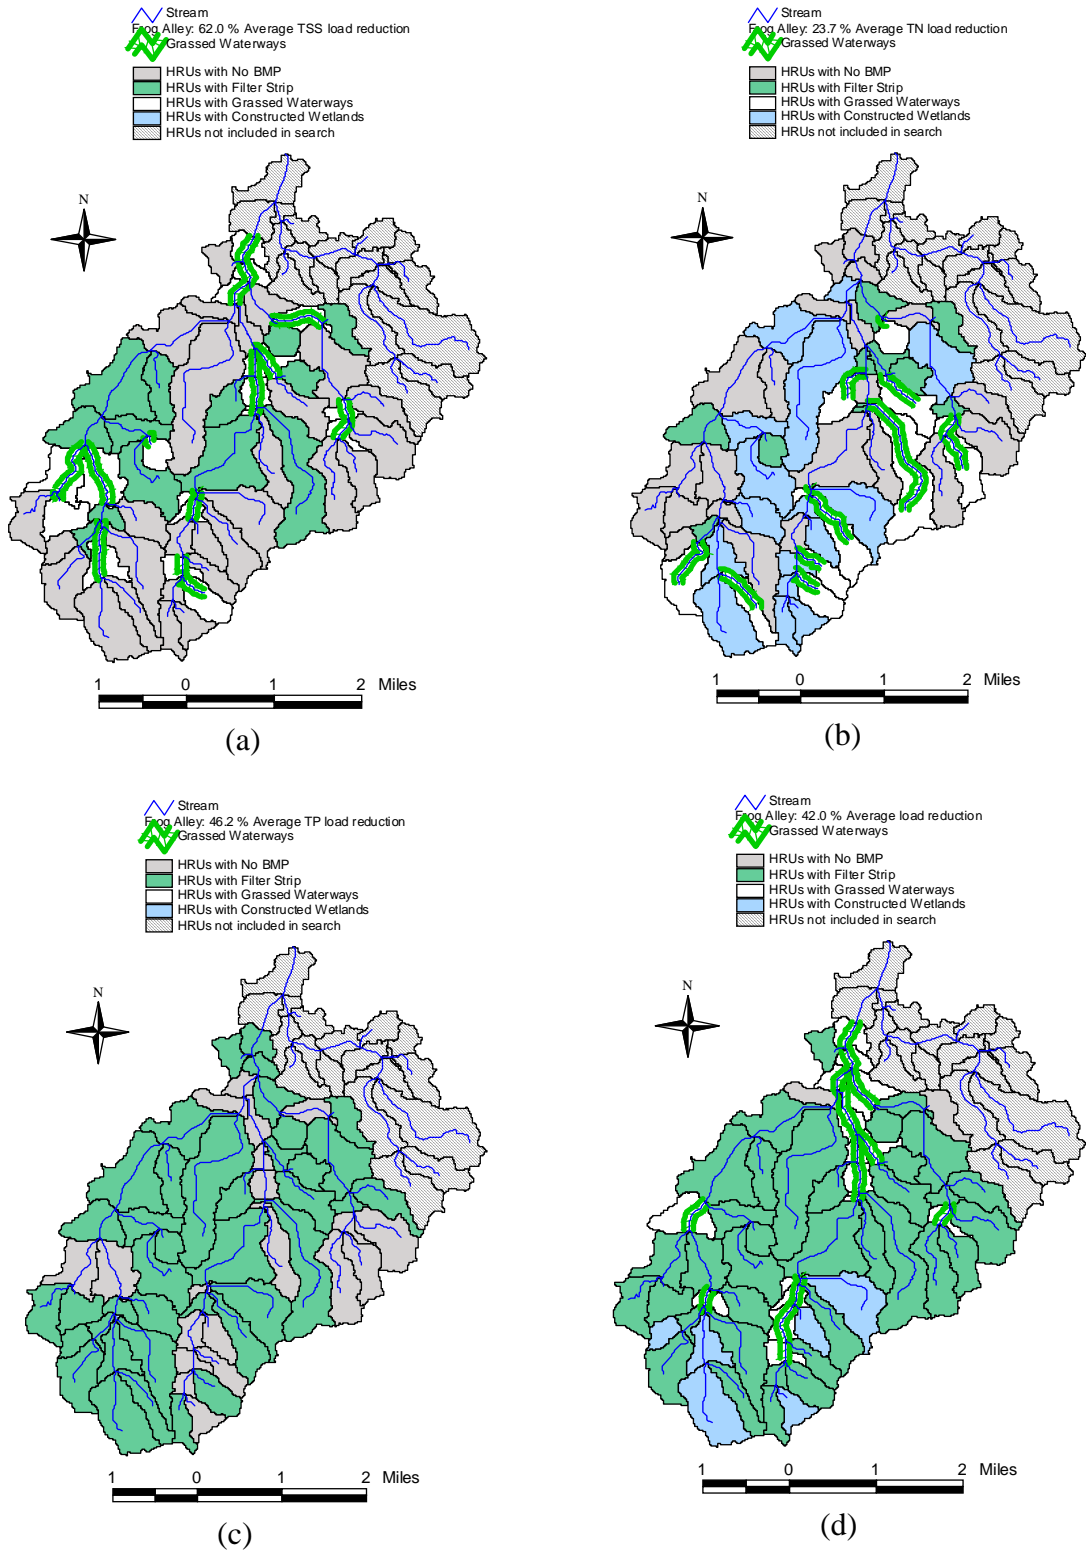 Stream
Frog Alley: 62.0 % Average TSS load reduction
Grassed Waterways
HRUs with No BMP
HRUs with Filter Strip
HRUs with Grassed Waterways
HRUs with Constructed Wetlands
HRUs not included in search
N
1 0 1 2 Miles
(a)
Stream
Frog Alley: 23.7 % Average TN load reduction
Grassed Waterways
HRUs with No BMP
HRUs with Filter Strip
HRUs with Grassed Waterways
HRUs with Constructed Wetlands
HRUs not included in search
N
1 0 1 2 Miles
(b)
Stream
Frog Alley: 46.2 % Average TP load reduction
Grassed Waterways
HRUs with No BMP
HRUs with Filter Strip
HRUs with Grassed Waterways
HRUs with Constructed Wetlands
HRUs not included in search
N
1 0 1 2 Miles
(c)
Stream
Frog Alley: 42.0 % Average load reduction
Grassed Waterways
HRUs with No BMP
HRUs with Filter Strip
HRUs with Grassed Waterways
HRUs with Constructed Wetlands
HRUs not included in search
N
1 0 1 2 Miles
(d)